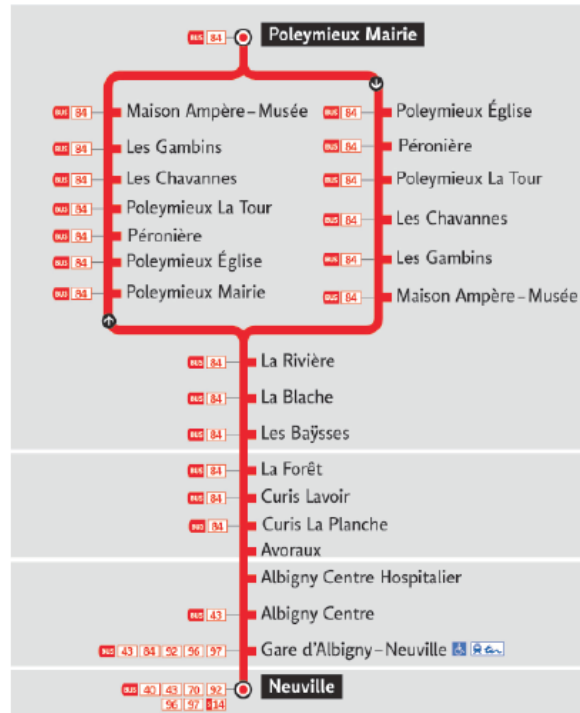 BUS 84 Poleymieux Mairie
BUS 84 Maison Ampère – Musée
BUS 84 Les Gambins
BUS 84 Les Chavannes
BUS 84 Poleymieux La Tour
BUS 84 Péronière
BUS 84 Poleymieux Église
BUS 84 Poleymieux Mairie
BUS 84 Poleymieux Église
BUS 84 Péronière
BUS 84 Poleymieux La Tour
BUS 84 Les Chavannes
BUS 84 Les Gambins
BUS 84 Maison Ampère – Musée
BUS 84 La Rivière
BUS 84 La Blache
BUS 84 Les Baÿsses
BUS 84 La Forêt
BUS 84 Curis Lavoir
BUS 84 Curis La Planche
Avoraux
Albigny Centre Hospitalier
BUS 43 Albigny Centre
BUS 43 84 92 96 97 Gare d'Albigny – Neuville
BUS 40 43 70 92 Neuville
96 97 S14